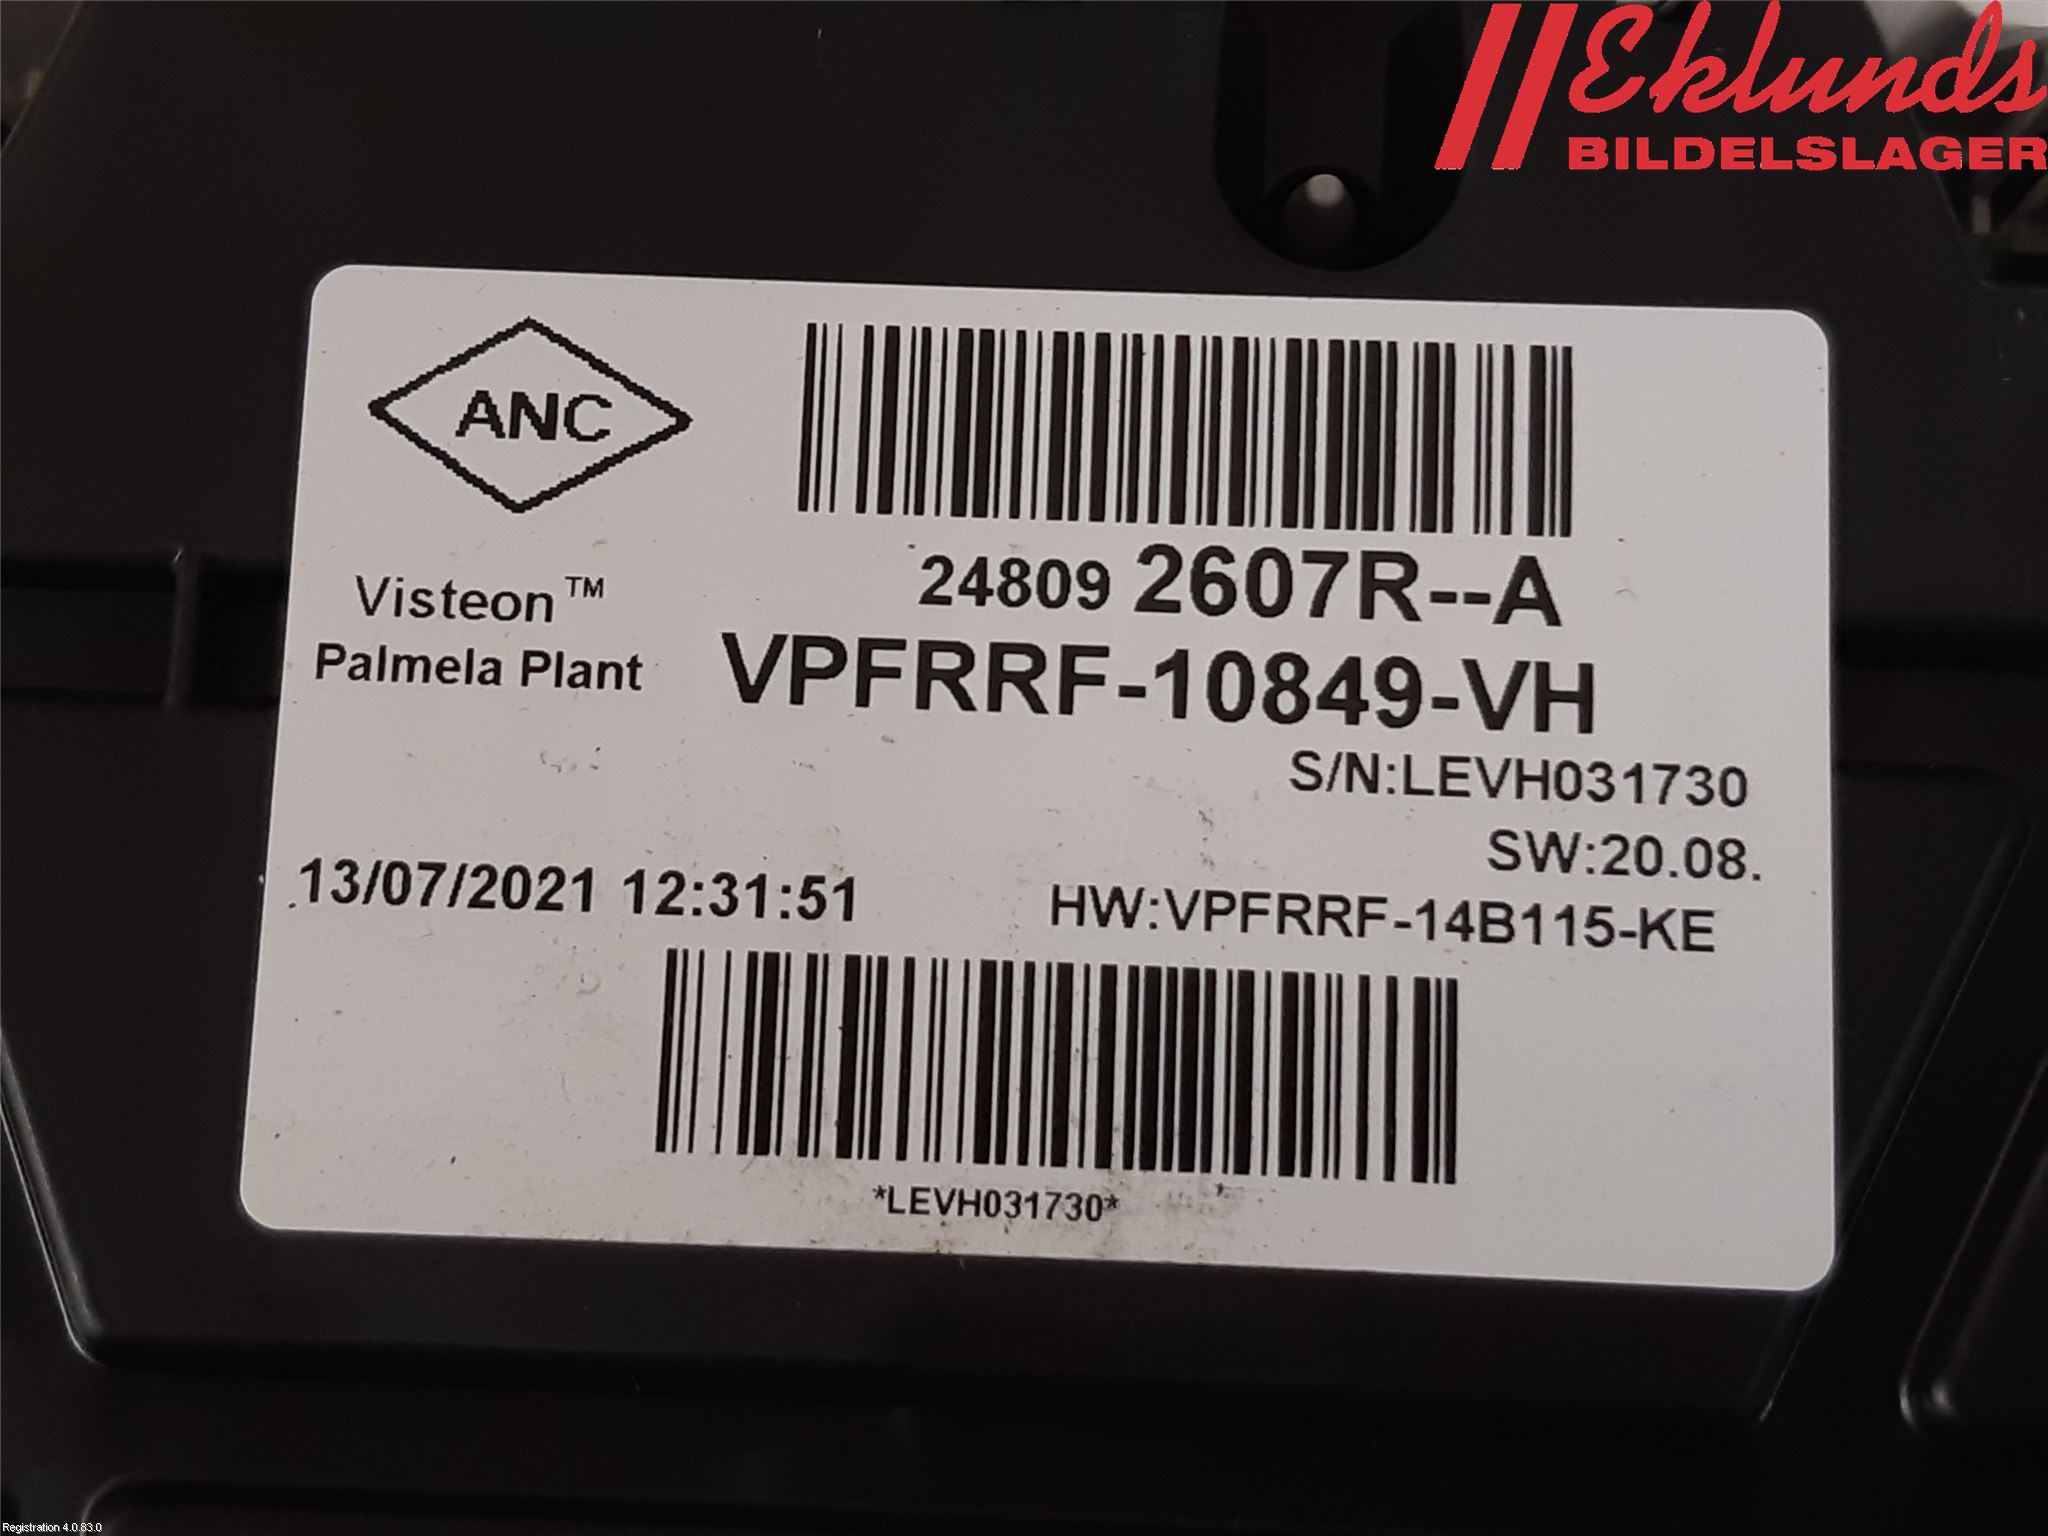 Eklunds
BILDELSLAGER
ANC
24809 2607R--A
Visteon™
Palmela Plant
VPFRRF-10849-VH
S/N:LEVH031730
SW:20.08.
13/07/2021 12:31:51
HW:VPFRRF-14B115-KE
*LEVH031730*
Registration 4.0.83.0